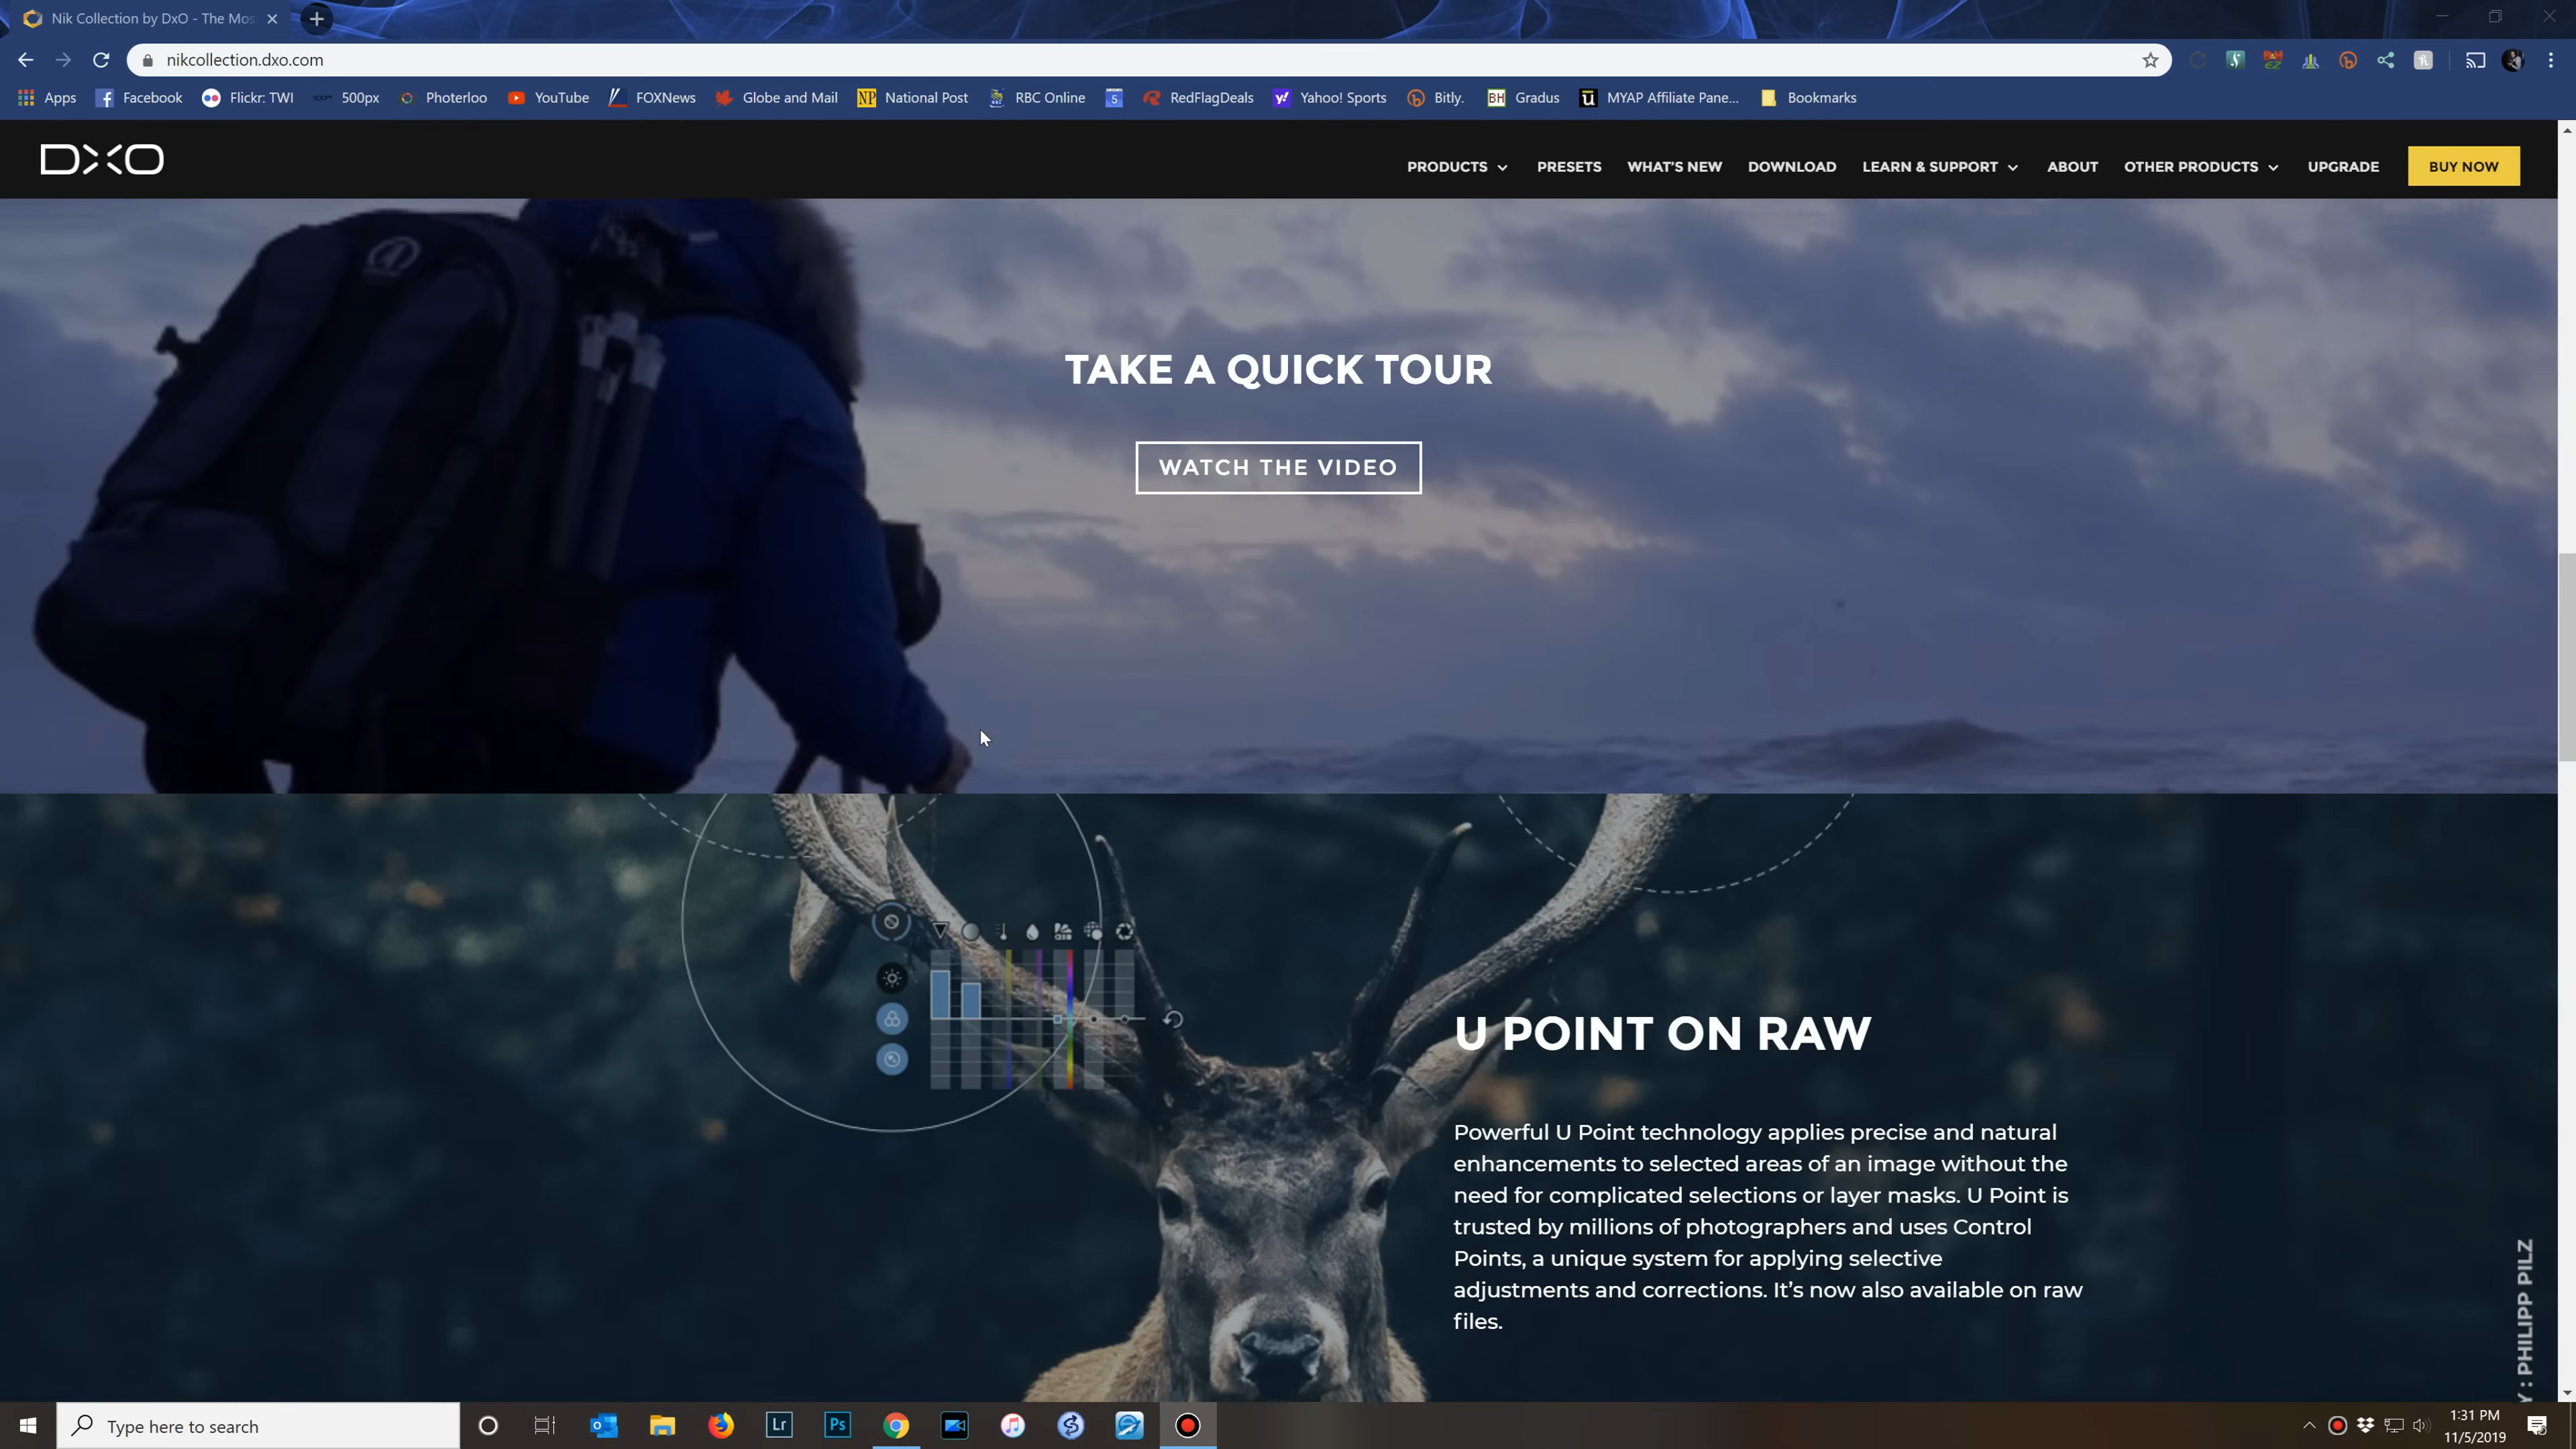 Nik Collection by DxO - The Mos
nikcollection.dxo.com
Apps Facebook Flickr: TWI 500px Photerloo YouTube FOXNews Globe and Mail NP National Post RBC Online 5 RedFlagDeals Yahoo! Sports Bitly. BH Gradus MYAP Affiliate Pane... Bookmarks
DXO
PRODUCTS PRESETS WHAT'S NEW DOWNLOAD LEARN & SUPPORT ABOUT OTHER PRODUCTS UPGRADE BUY NOW
TAKE A QUICK TOUR
WATCH THE VIDEO
U POINT ON RAW
Powerful U Point technology applies precise and natural
enhancements to selected areas of an image without the
need for complicated selections or layer masks. U Point is
trusted by millions of photographers and uses Control
Points, a unique system for applying selective
adjustments and corrections. It's now also available on raw
files.
Y : PHILIPP PILZ
Type here to search
Lr
Ps
1:31 PM
11/5/2019